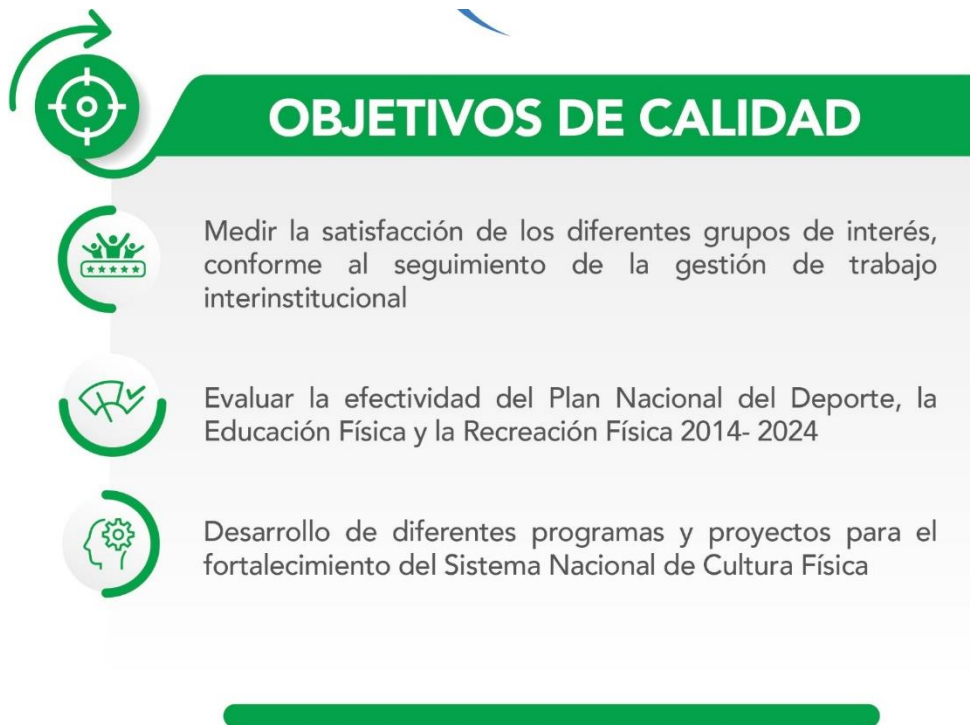 OBJETIVOS DE CALIDAD
Medir la satisfacción de los diferentes grupos de interés,
conforme al seguimiento de la gestión de trabajo
interinstitucional
Evaluar la efectividad del Plan Nacional del Deporte, la
Educación Física y la Recreación Física 2014- 2024
Desarrollo de diferentes programas y proyectos para el
fortalecimiento del Sistema Nacional de Cultura Física